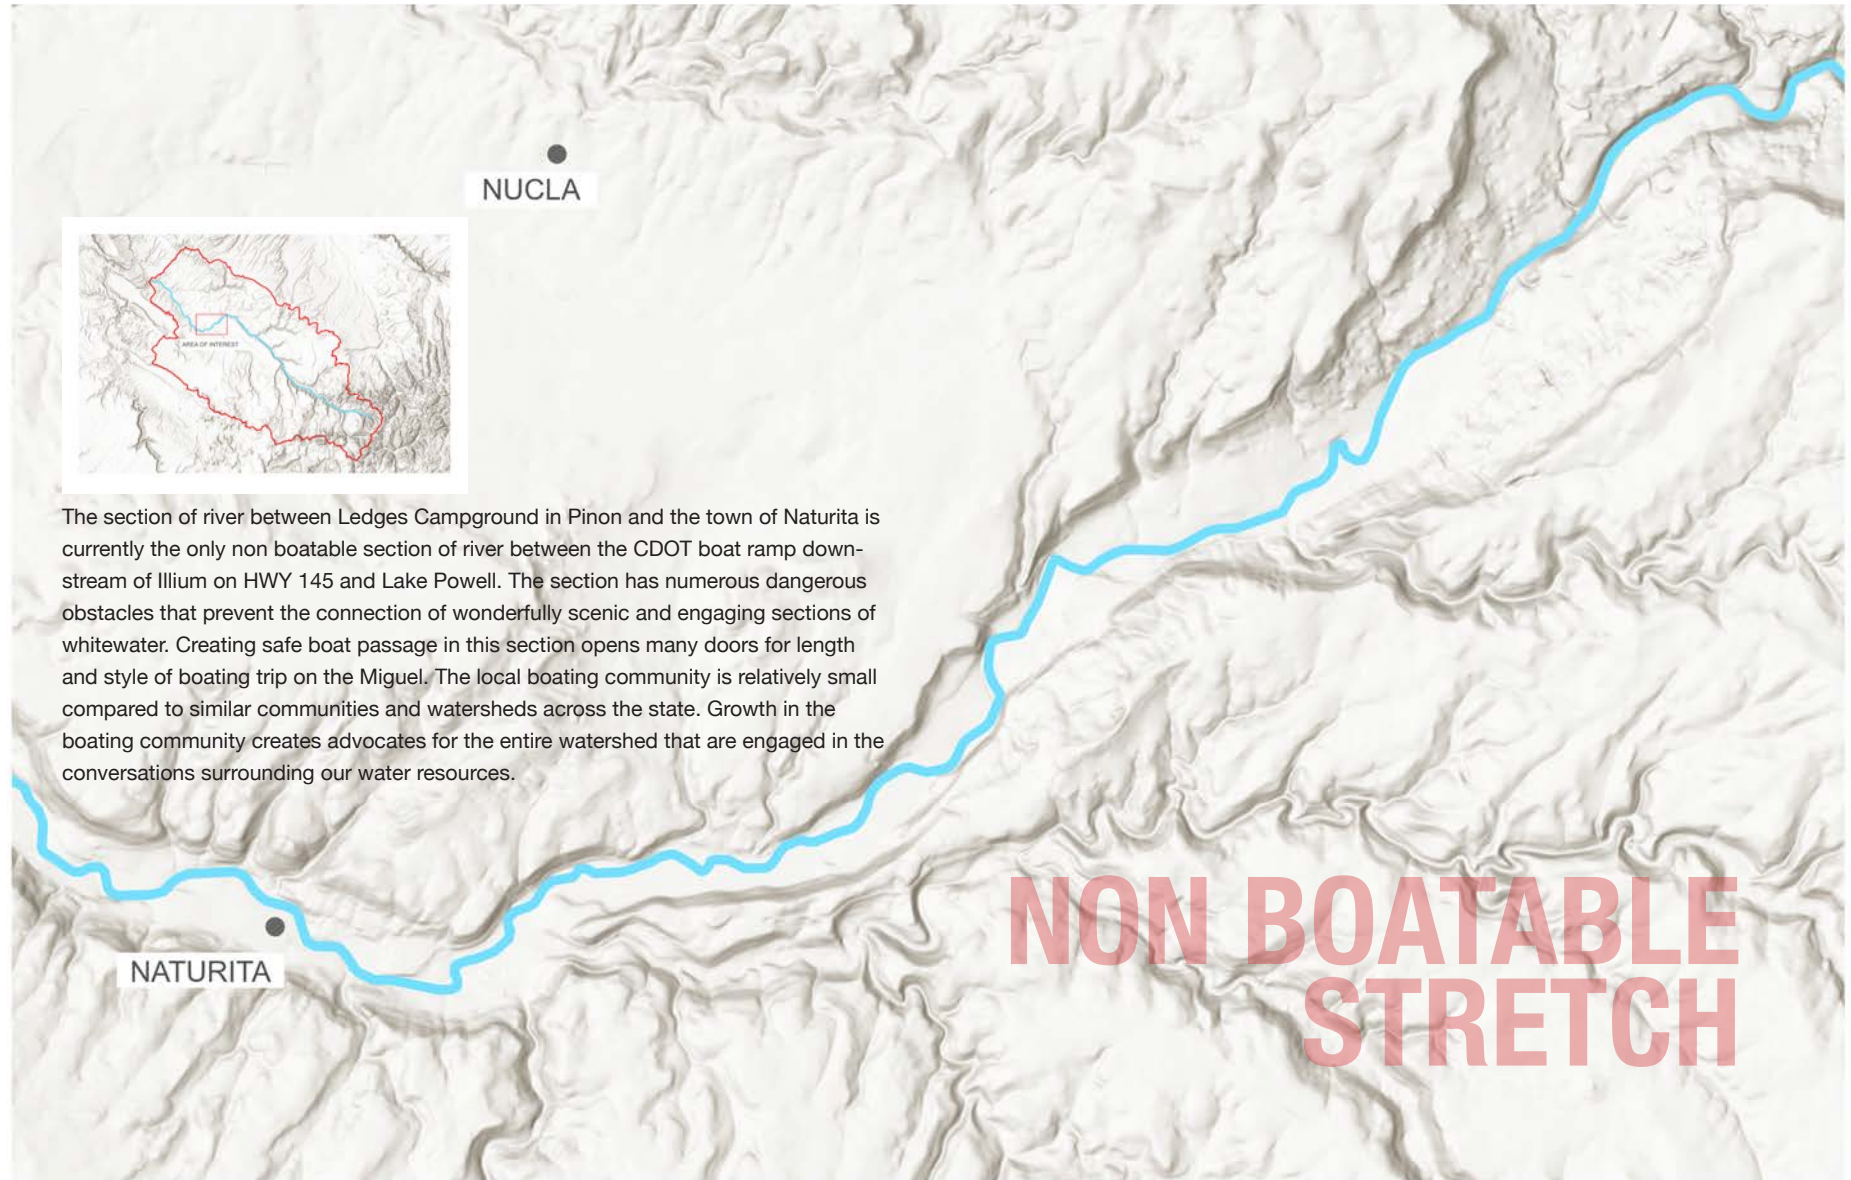 NUCLA
AREA OF INTEREST
The section of river between Ledges Campground in Pinon and the town of Naturita is
currently the only non boatable section of river between the CDOT boat ramp down-
stream of Illium on HWY 145 and Lake Powell. The section has numerous dangerous
obstacles that prevent the connection of wonderfully scenic and engaging sections of
whitewater. Creating safe boat passage in this section opens many doors for length
and style of boating trip on the Miguel. The local boating community is relatively small
compared to similar communities and watersheds across the state. Growth in the
boating community creates advocates for the entire watershed that are engaged in the
conversations surrounding our water resources.
NATURITA
NON BOATABLE
STRETCH